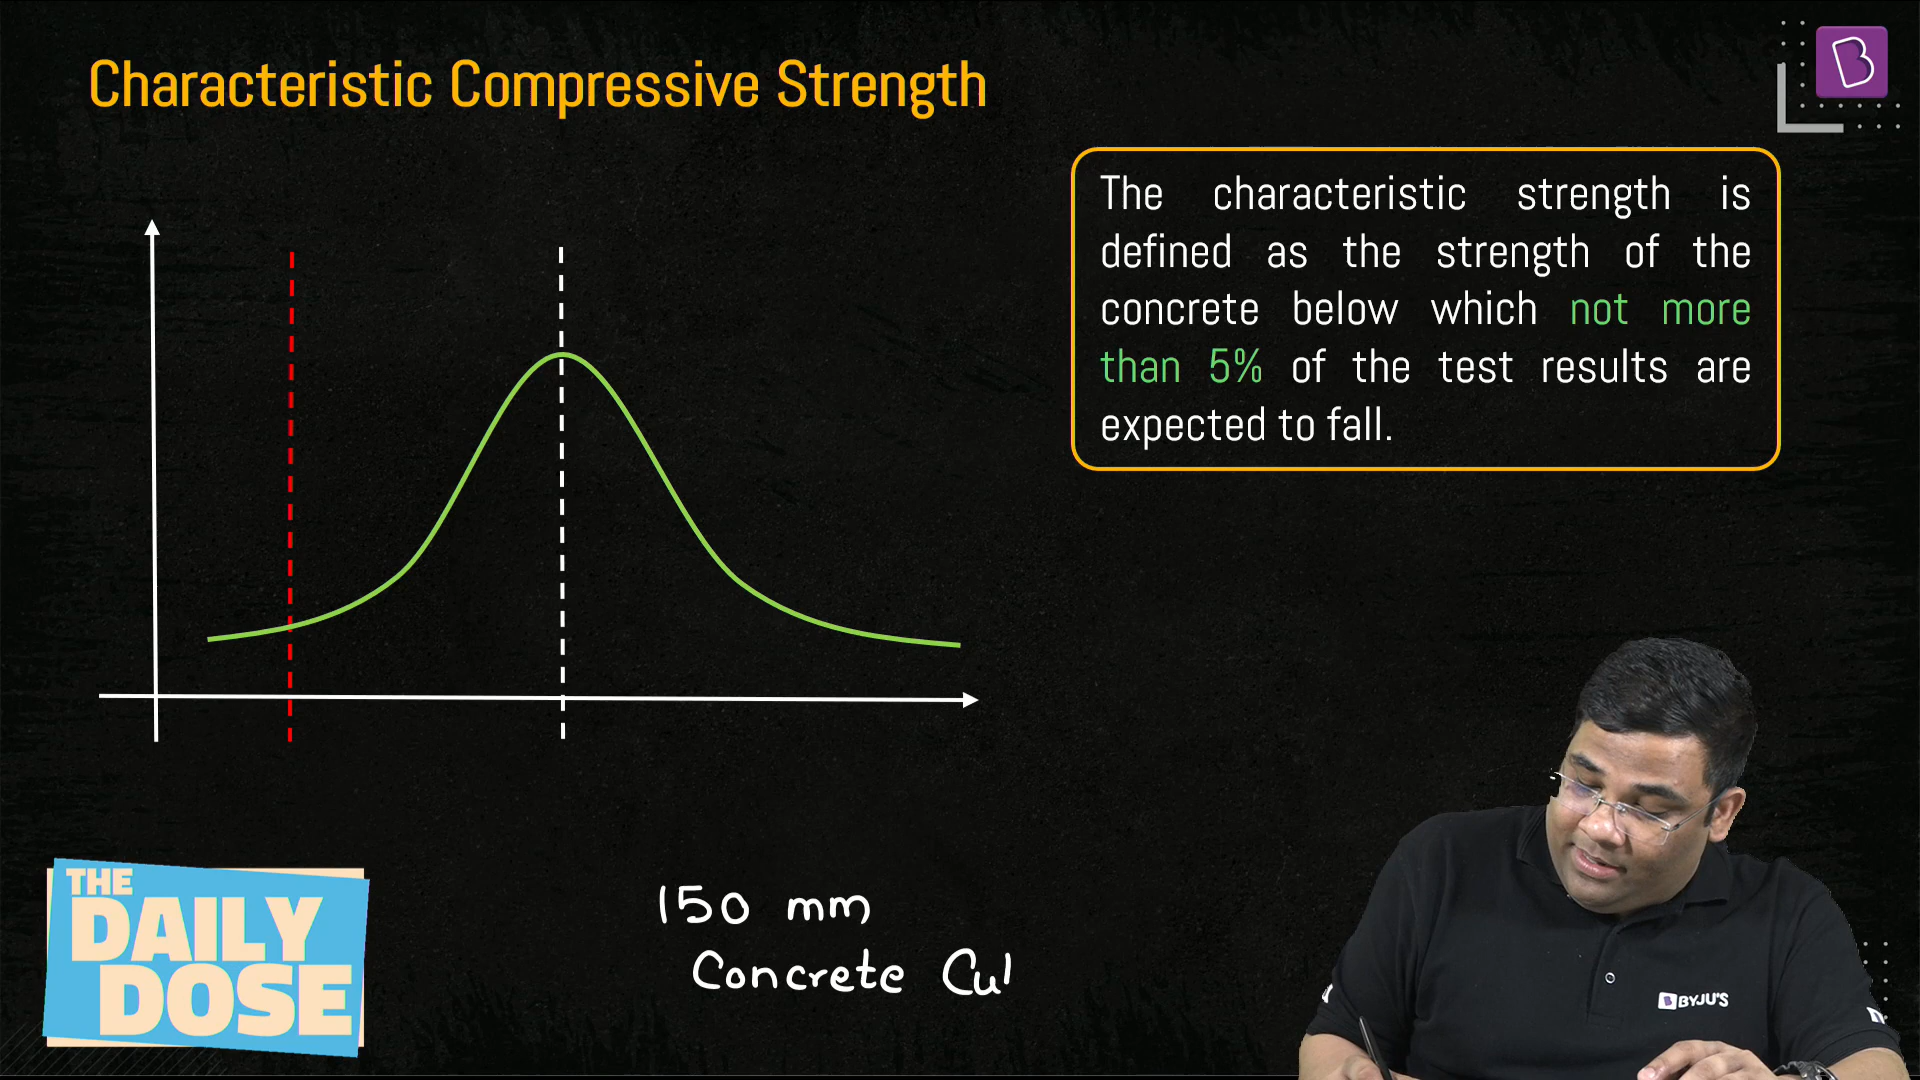 Characteristic Compressive Strength
The characteristic strength is
defined as the strength of the
concrete below which not more
than 5% of the test results are
expected to fall.
150 mm
Concrete Cul
THE
DAILY
DOSE
BYJU'S